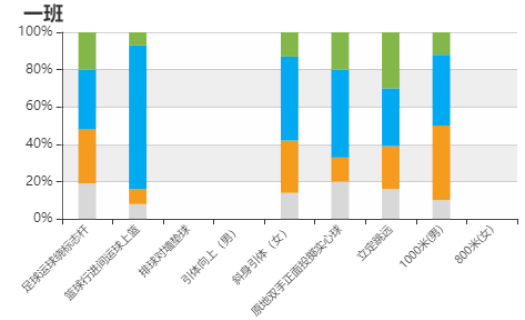 一班
100%
80%
60%
40%
20%
0%
足球运球绕标志杆
篮球行进间运球上篮
排球对墙垫球
引体向上（男）
斜身引体（女）
原地双手正面投掷实心球
立定跳远
1000米(男)
800米(女)